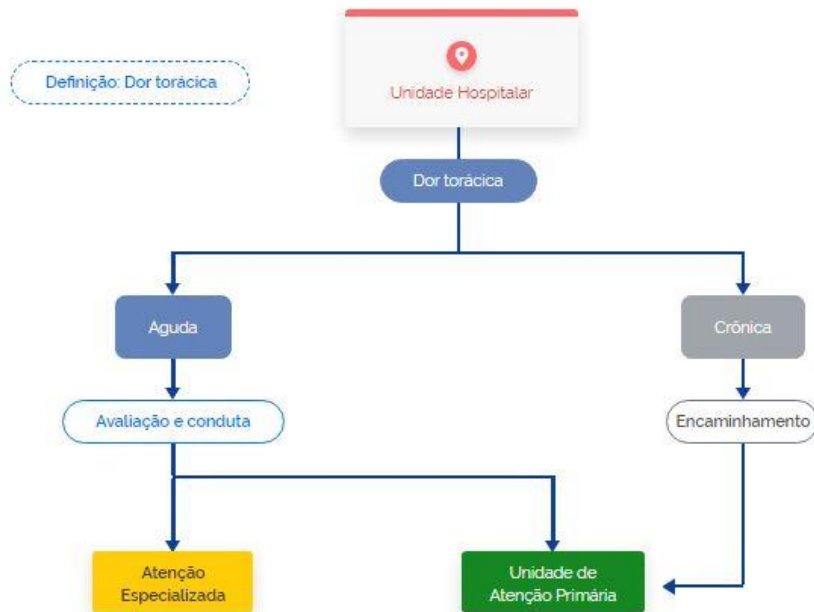 Definição: Dor torácica
Unidade Hospitalar
Dor torácica
Aguda
Crônica
Avaliação e conduta
Encaminhamento
Atenção
Especializada
Unidade de
Atenção Primária